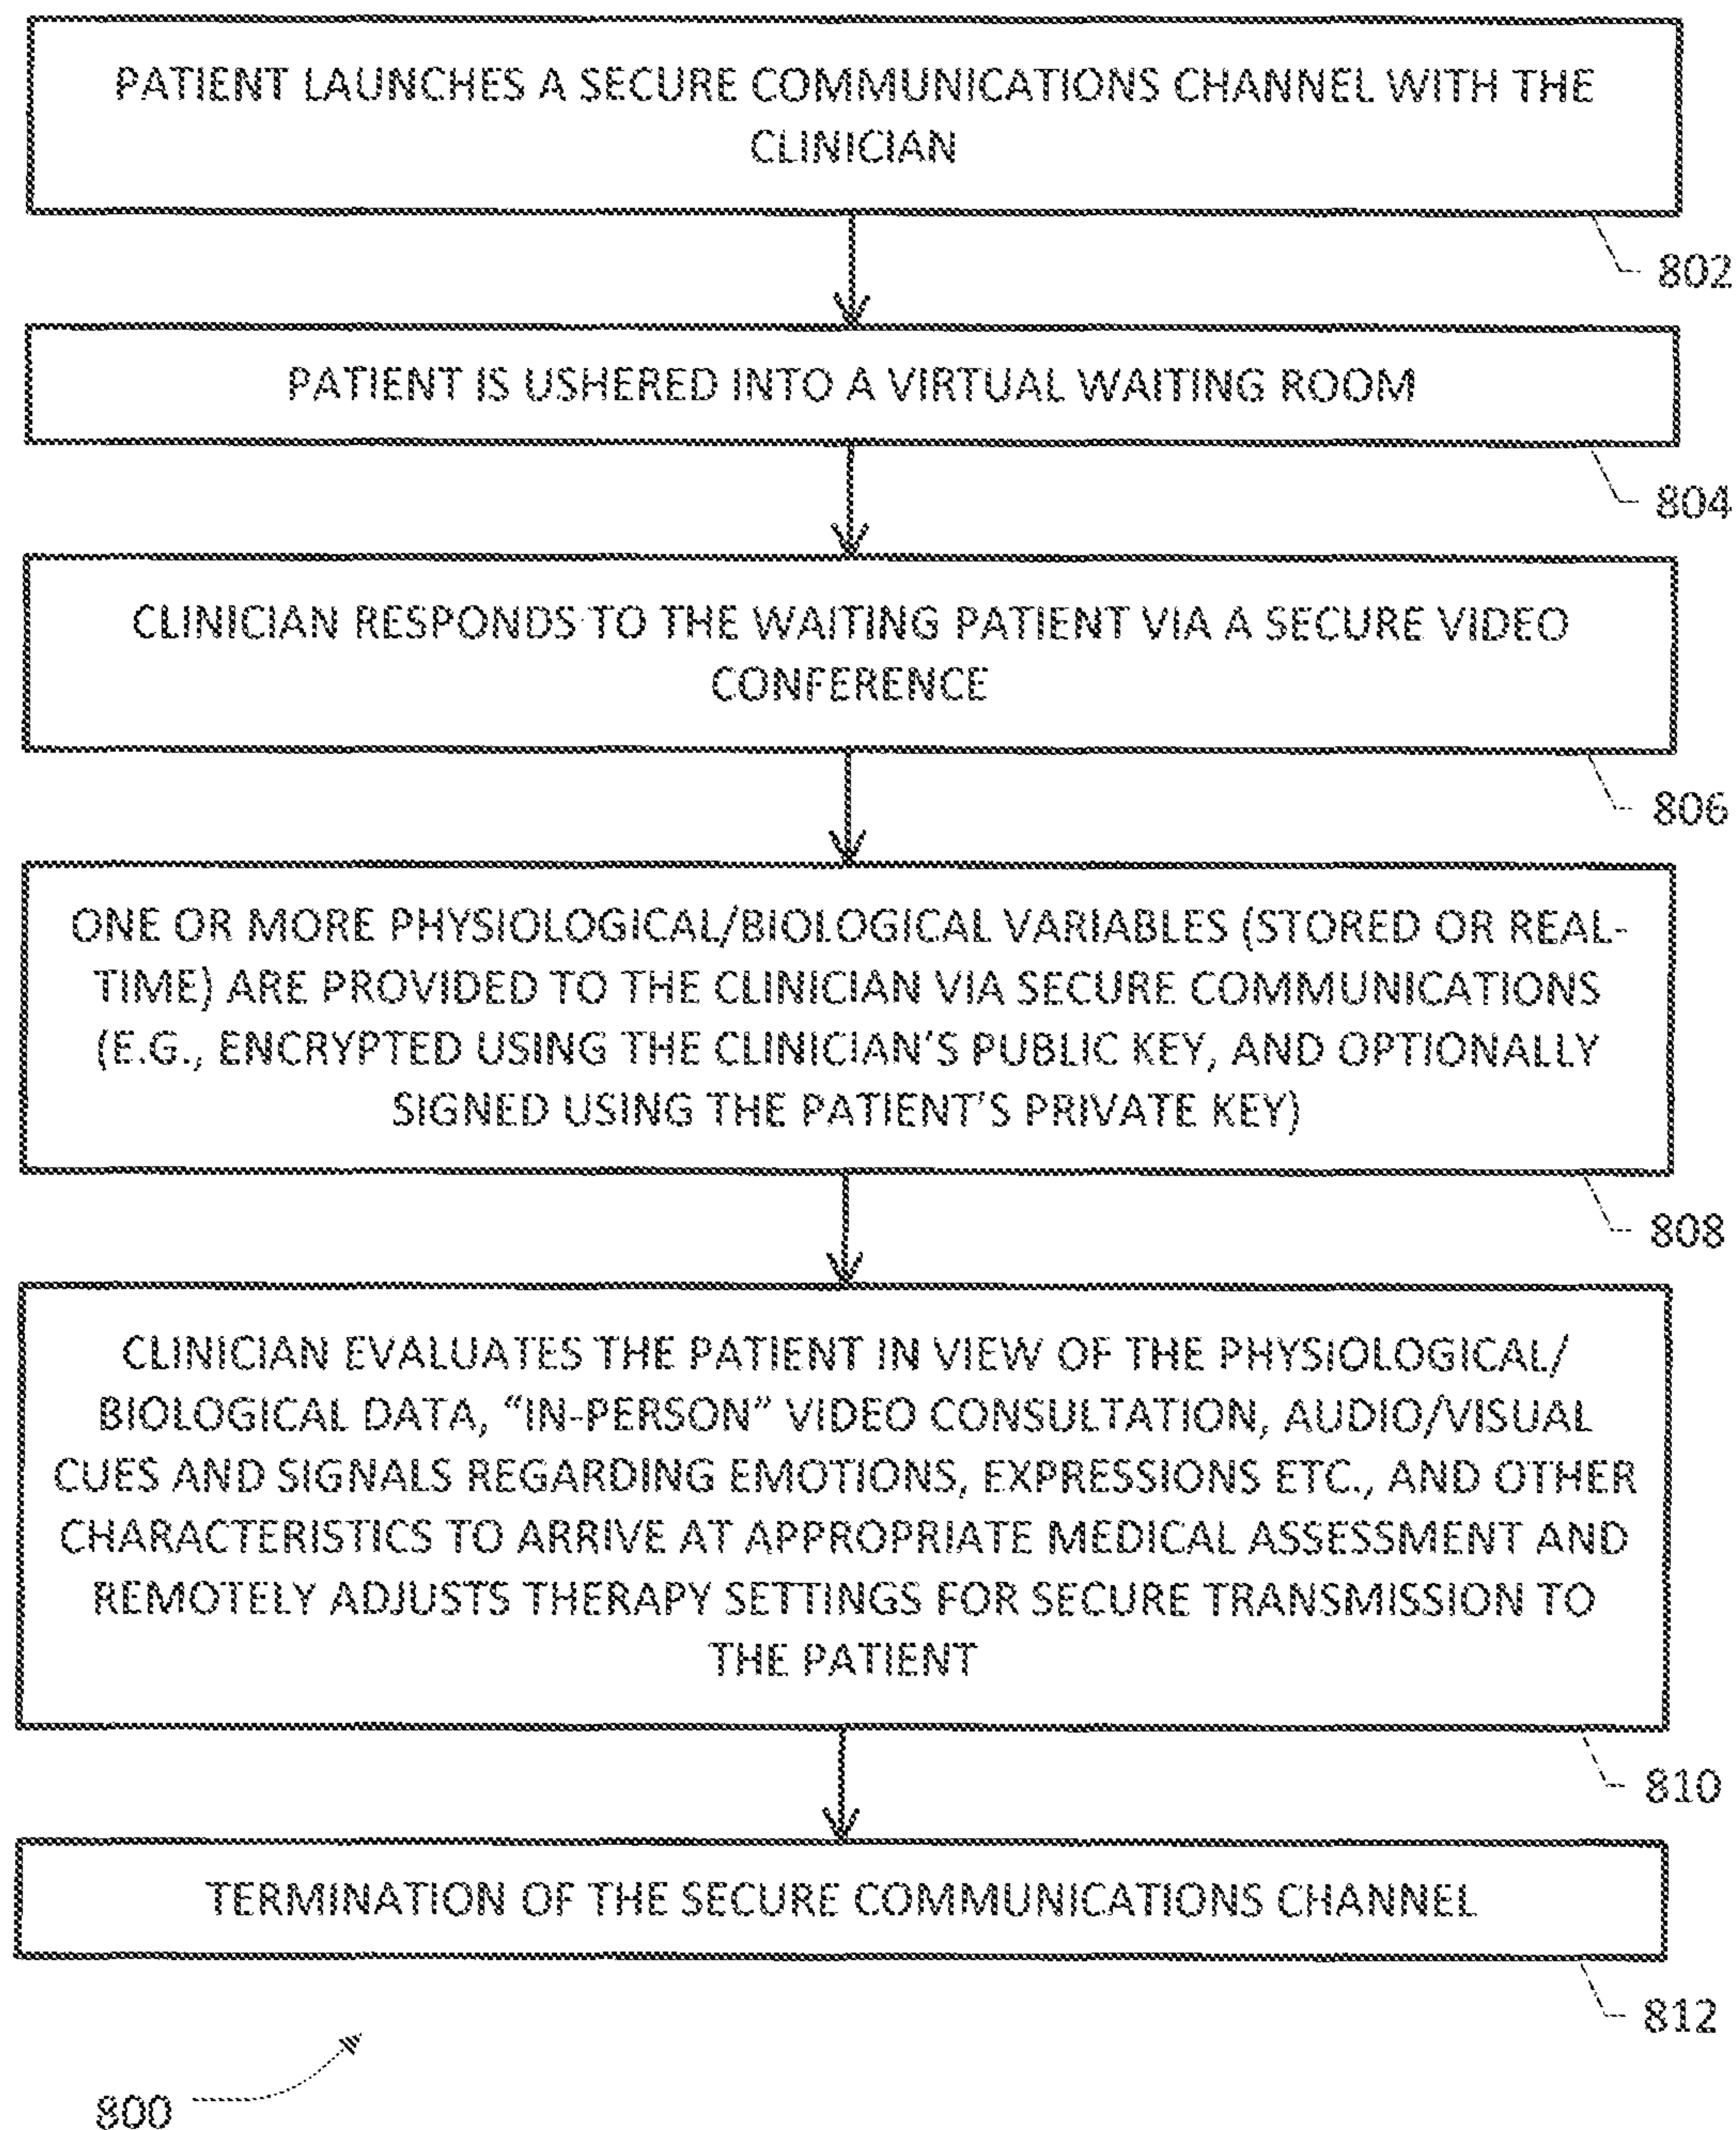 PATIENT LAUNCHES A SECURE COMMUNICATIONS CHANNEL WITH THE
CLINICIAN
802
PATIENT IS USHERED INTO A VIRTUAL WAITING ROOM
804
CLINICIAN RESPONDS TO THE WAITING PATIENT VIA A SECURE VIDEO
CONFERENCE
806
ONE OR MORE PHYSIOLOGICAL/BIOLOGICAL VARIABLES (STORED OR REAL-
TIME) ARE PROVIDED TO THE CLINICIAN VIA SECURE COMMUNICATIONS
(E.G., ENCRYPTED USING THE CLINICIAN'S PUBLIC KEY, AND OPTIONALLY
SIGNED USING THE PATIENT'S PRIVATE KEY)
808
CLINICIAN EVALUATES THE PATIENT IN VIEW OF THE PHYSIOLOGICAL/
BIOLOGICAL DATA, “IN-PERSON” VIDEO CONSULTATION, AUDIO/VISUAL
CUES AND SIGNALS REGARDING EMOTIONS, EXPRESSIONS ETC., AND OTHER
CHARACTERISTICS TO ARRIVE AT APPROPRIATE MEDICAL ASSESSMENT AND
REMOTELY ADJUSTS THERAPY SETTINGS FOR SECURE TRANSMISSION TO
THE PATIENT
810
TERMINATION OF THE SECURE COMMUNICATIONS CHANNEL
812
800